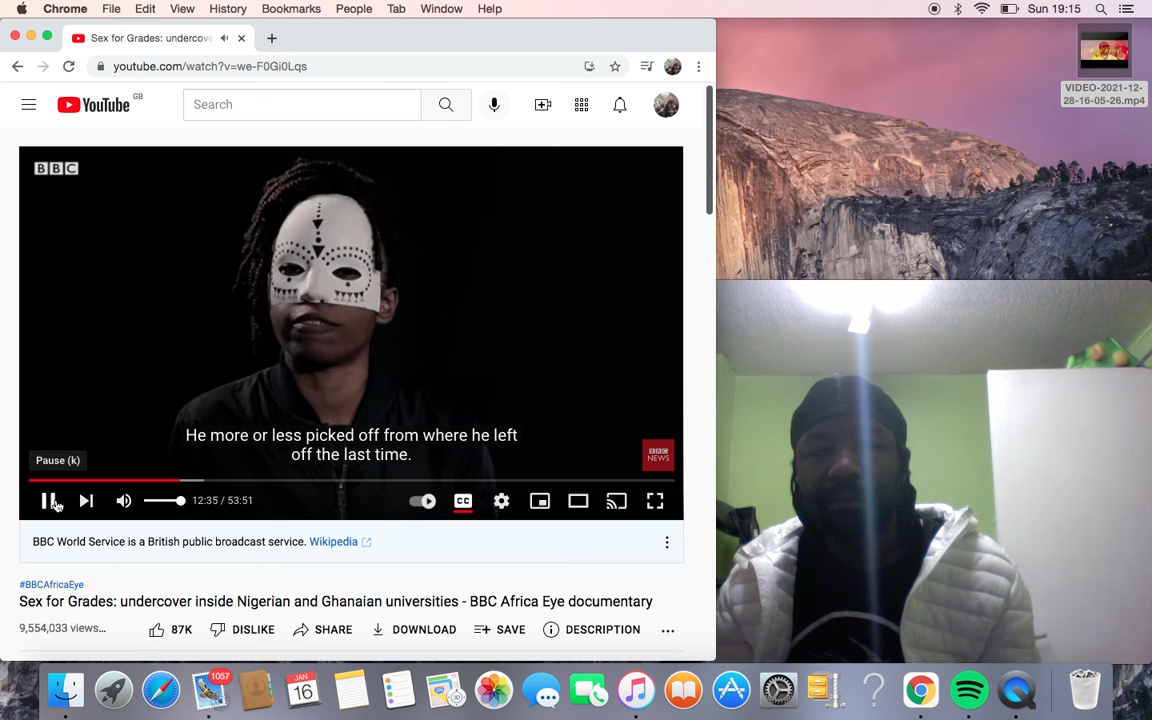 Chrome File Edit View History Bookmarks People Tab Window Help Sun 19:15
Sex for Grades: undercove
youtube.com/watch?v=we-F0Gi0Lqs
YouTube GB
Search
BBC
He more or less picked off from where he left
off the last time.
BBC
NEWS
Pause (k)
12:35 / 53:51
CC
BBC World Service is a British public broadcast service. Wikipedia
#BBCAfricaEye
Sex for Grades: undercover inside Nigerian and Ghanaian universities - BBC Africa Eye documentary
9,554,033 views... 87K DISLIKE SHARE DOWNLOAD SAVE DESCRIPTION ...
VIDEO-2021-12-
28-16-05-26.mp4
1057
JAN
16